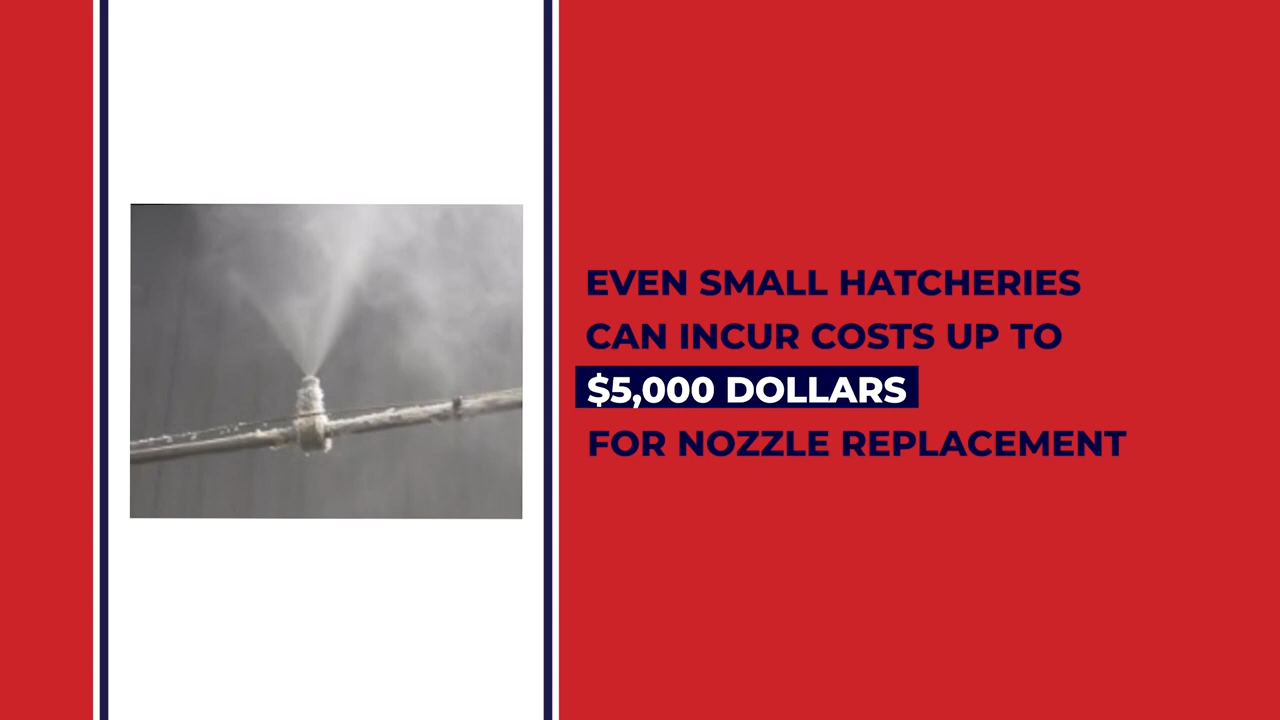 EVEN SMALL HATCHERIES
CAN INCUR COSTS UP TO
$5,000 DOLLARS
FOR NOZZLE REPLACEMENT